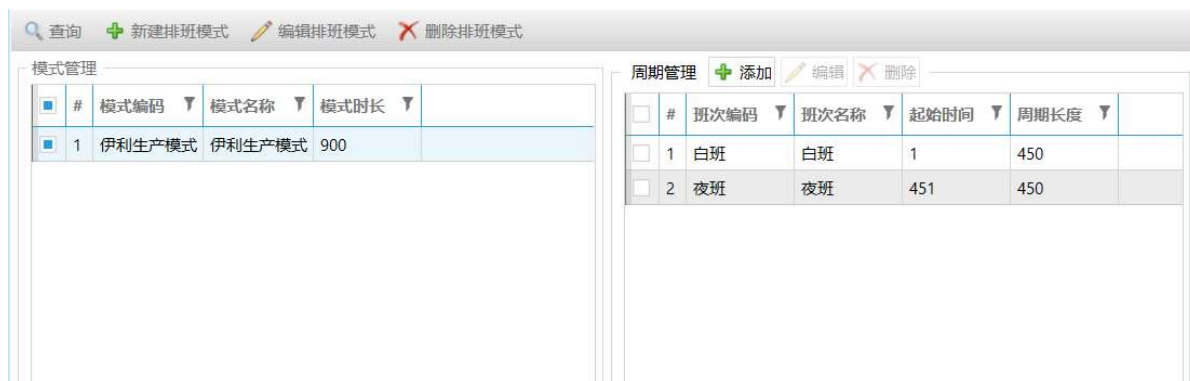 查询 新建排班模式 编辑排班模式 删除排班模式
模式管理
# 模式编码 模式名称 模式时长
1 伊利生产模式 伊利生产模式 900
周期管理 添加 编辑 删除
# 班次编码 班次名称 起始时间 周期长度
1 白班 白班 1 450
2 夜班 夜班 451 450